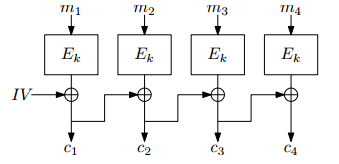 m₁ m₂ m₃ m₄
Eₖ Eₖ Eₖ Eₖ
IV
c₁ c₂ c₃ c₄